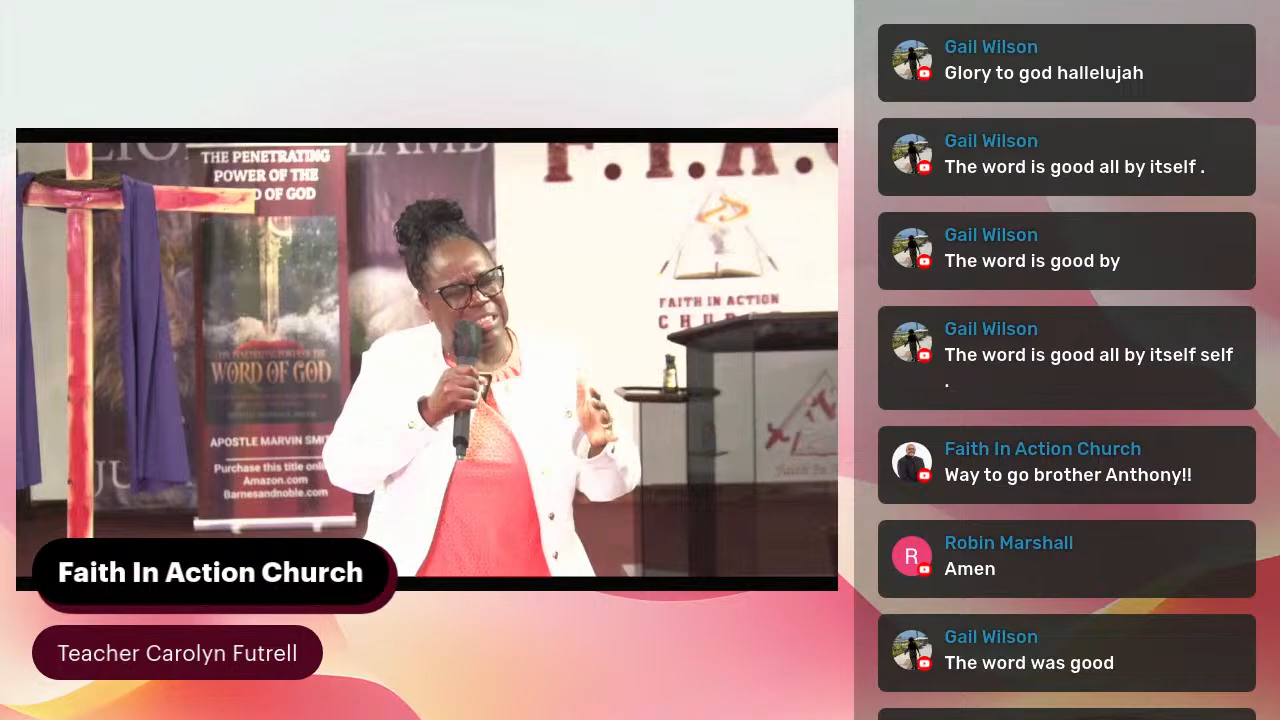 THE PENETRATING
POWER OF THE
D OF GOD
WORD OF GOD
APOSTLE MARVIN SMI
Purchase this title onli
Amazon.com
Barnesandnoble.com
LAMB
F.I.A.C
FAITH IN ACTION
Faith In Action Church
Teacher Carolyn Futrell
Gail Wilson
Glory to god hallelujah
Gail Wilson
The word is good all by itself .
Gail Wilson
The word is good by
Gail Wilson
The word is good all by itself self
.
Faith In Action Church
Way to go brother Anthony!!
R
Robin Marshall
Amen
Gail Wilson
The word was good